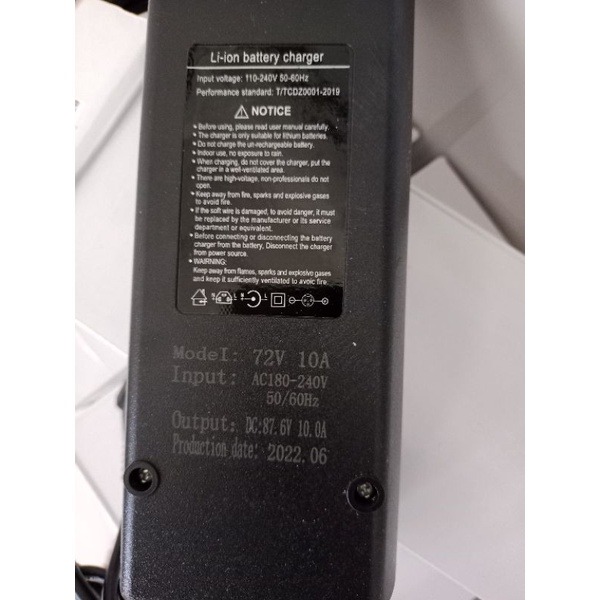 Li-ion battery charger
Input voltage: 110-240V 50-60Hz
Performance standard: T/TCDZ0001-2019
NOTICE
• Before using, please read user manual carefully.
• The charger is only suitable for lithium batteries.
• Do not charge the un-rechargeable battery.
• Indoor use, no exposure to rain.
• When charging, do not cover the charger, put the
charger in a well-ventilated area.
• There are high-voltage, non-professionals do not
open.
• Keep away from fire, sparks and explosive gases
to avoid fire.
• If the soft wire is damaged, to avoid danger, it must
be replaced by the manufacturer or its service
department or equivalent.
• Before connecting or disconnecting the battery
charger from the battery, Disconnect the charger
from power source.
• WAIRNING:
Keep away from flames, sparks and explosive gases
and keep it sufficiently ventilated to avoic fire
N L N L
ModeI: 72V 10A
Input: AC180-240V
50/60Hz
Output: DC:87.6V 10.0A
Production date: 2022.06